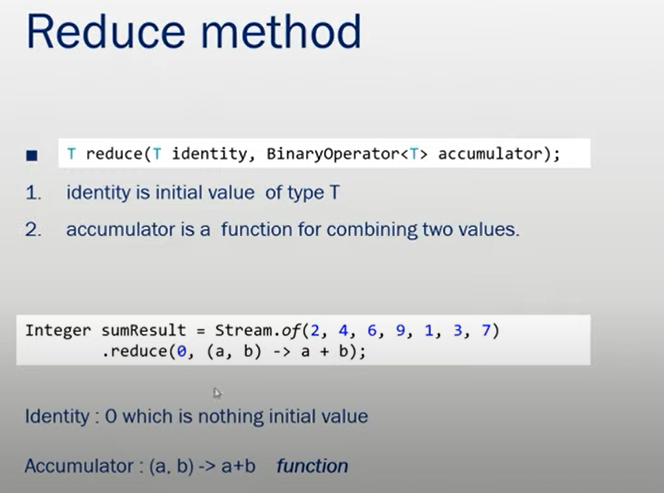 Reduce method
T reduce(T identity, BinaryOperator<T> accumulator);
1. identity is initial value of type T
2. accumulator is a function for combining two values.
Integer sumResult = Stream.of(2, 4, 6, 9, 1, 3, 7)
.reduce(0, (a, b) -> a + b);
Identity : 0 which is nothing initial value
Accumulator : (a, b) -> a+b function